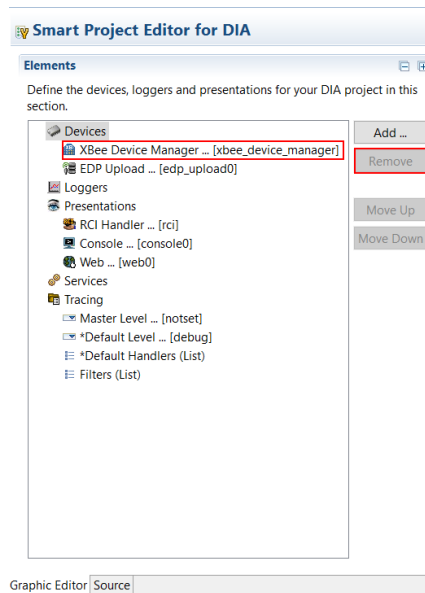 Smart Project Editor for DIA
Elements
Define the devices, loggers and presentations for your DIA project in this
section.
Devices
Add ...
XBee Device Manager ... [xbee_device_manager]
Remove
EDP Upload ... [edp_upload0]
Loggers
Presentations
Move Up
RCI Handler ... [rci]
Console ... [console0]
Move Down
Web ... [web0]
Services
Tracing
Master Level ... [notset]
*Default Level ... [debug]
*Default Handlers (List)
Filters (List)
Graphic Editor Source